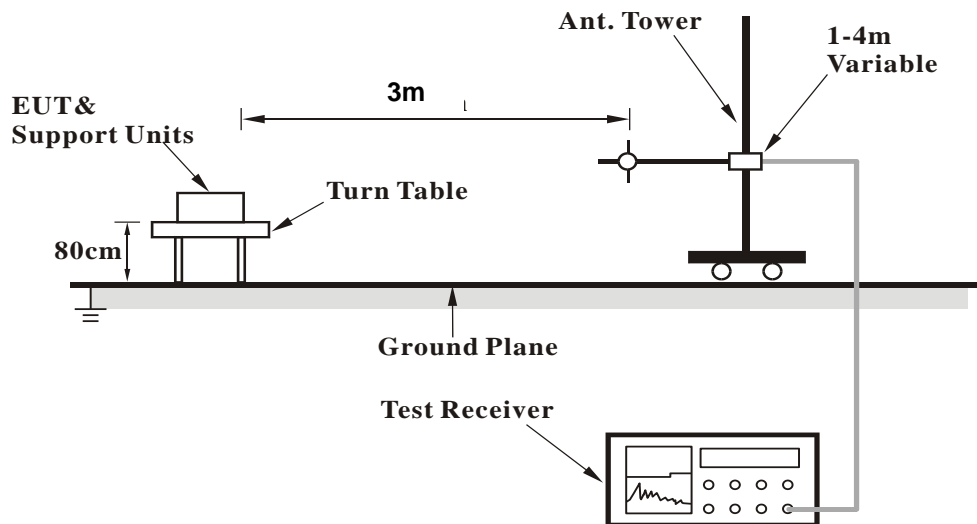 Ant. Tower
1-4m
Variable
3m
EUT&
Support Units
Turn Table
80cm
Ground Plane
Test Receiver